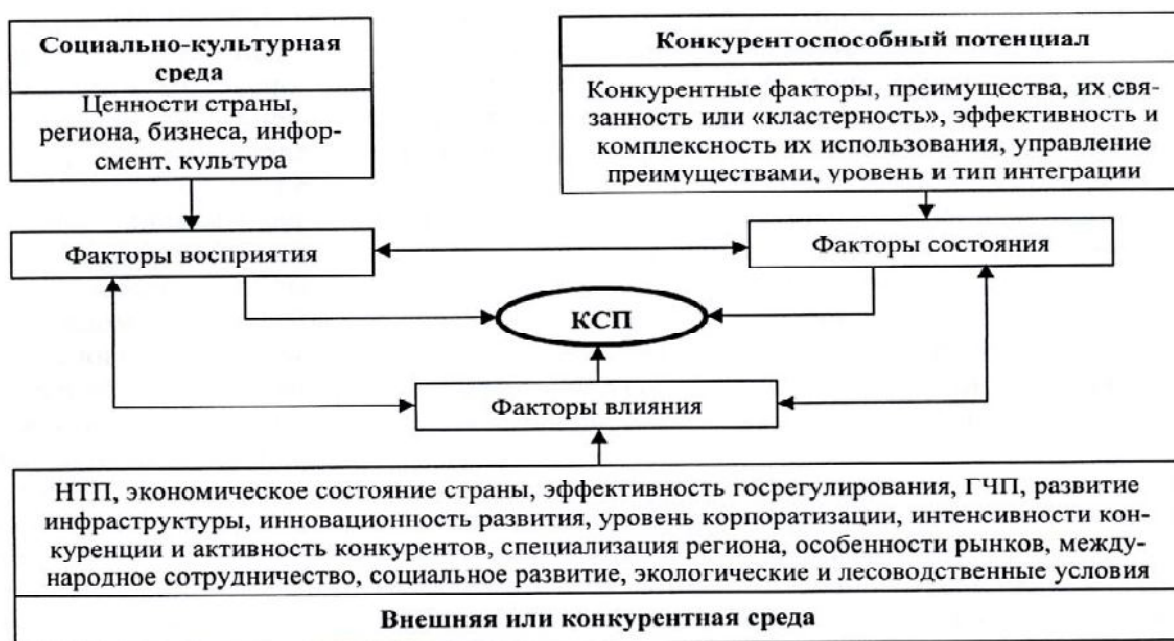 Социально-культурная
среда
Ценности страны,
региона, бизнеса, инфор-
смент, культура
Конкурентоспособный потенциал
Конкурентные факторы, преимущества, их свя-
занность или «кластерность», эффективность и
комплексность их использования, управление
преимуществами, уровень и тип интеграции
Факторы восприятия
Факторы состояния
КСП
Факторы влияния
НТП, экономическое состояние страны, эффективность госрегулирования, ГЧП, развитие
инфраструктуры, инновационность развития, уровень корпоратизации, интенсивности кон-
куренции и активность конкурентов, специализация региона, особенности рынков, между-
народное сотрудничество, социальное развитие, экологические и лесоводственные условия
Внешняя или конкурентная среда